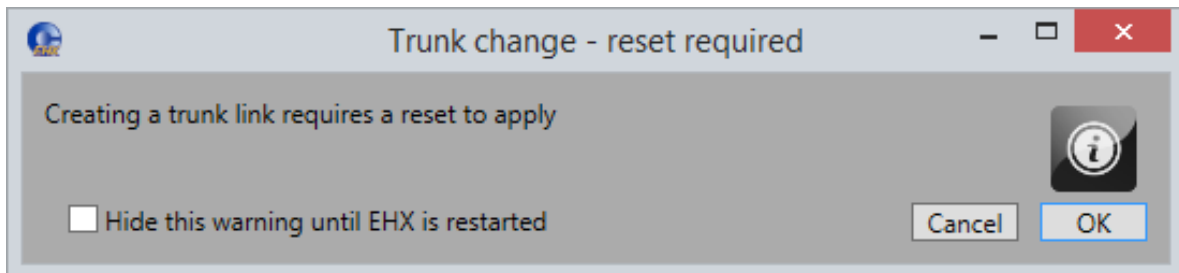 Trunk change - reset required
Creating a trunk link requires a reset to apply
Hide this warning until EHX is restarted
Cancel
OK